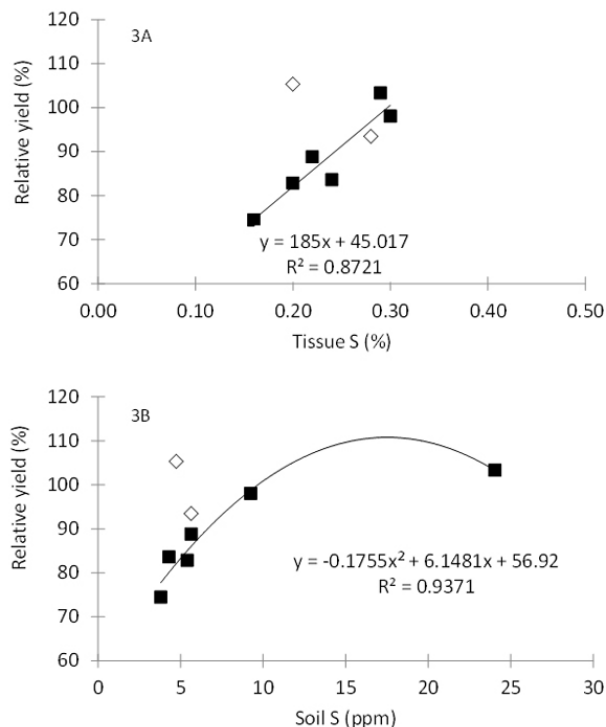 3A
120
110
100
90
80
70
60
Relative yield (%)
y = 185x + 45.017
R² = 0.8721
0.00 0.10 0.20 0.30 0.40 0.50
Tissue S (%)
3B
120
110
100
90
80
70
60
Relative yield (%)
y = -0.1755x² + 6.1481x + 56.92
R² = 0.9371
0 5 10 15 20 25 30
Soil S (ppm)